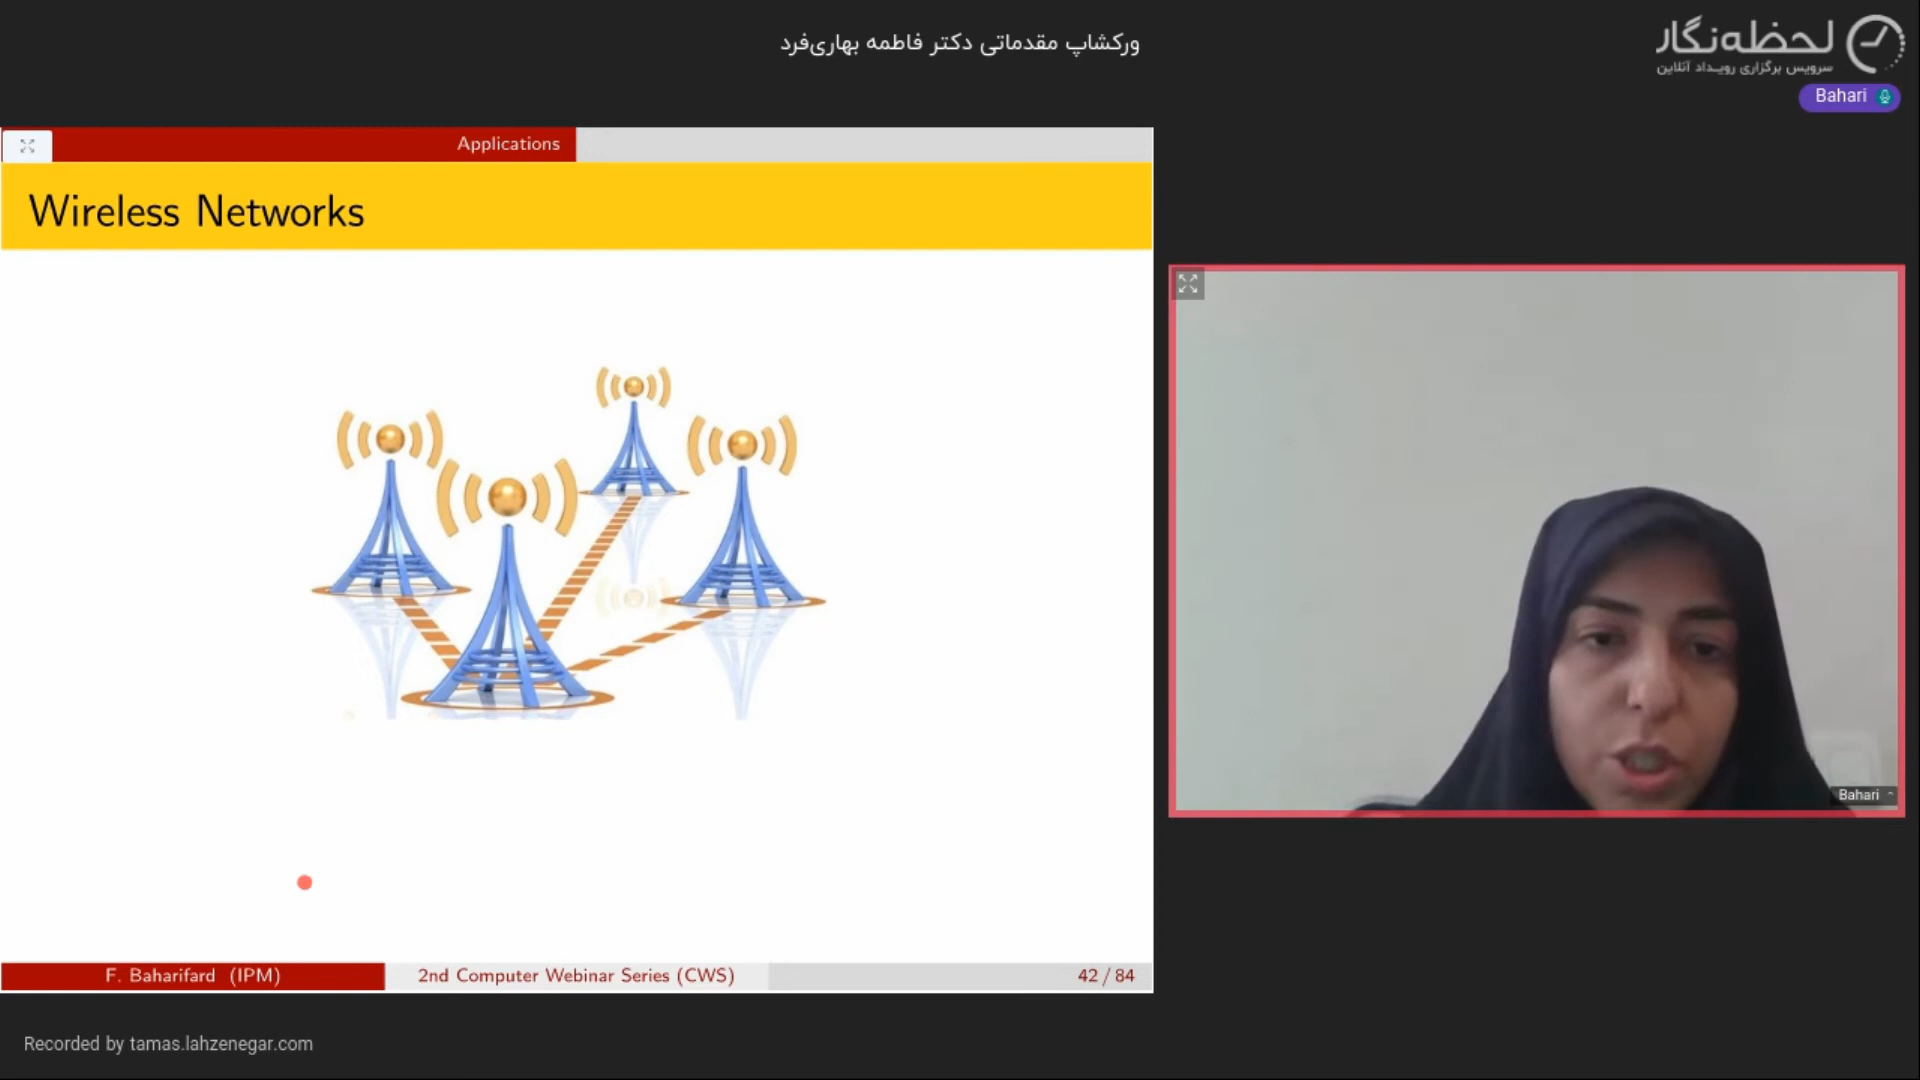 ورکشاپ مقدماتی دکتر فاطمه بهاری‌فرد
لحظه‌نگار
سرویس برگزاری رویداد آنلاین
Bahari
Applications
Wireless Networks
Bahari
F. Baharifard (IPM)
2nd Computer Webinar Series (CWS)
42 / 84
Recorded by tamas.lahzenegar.com